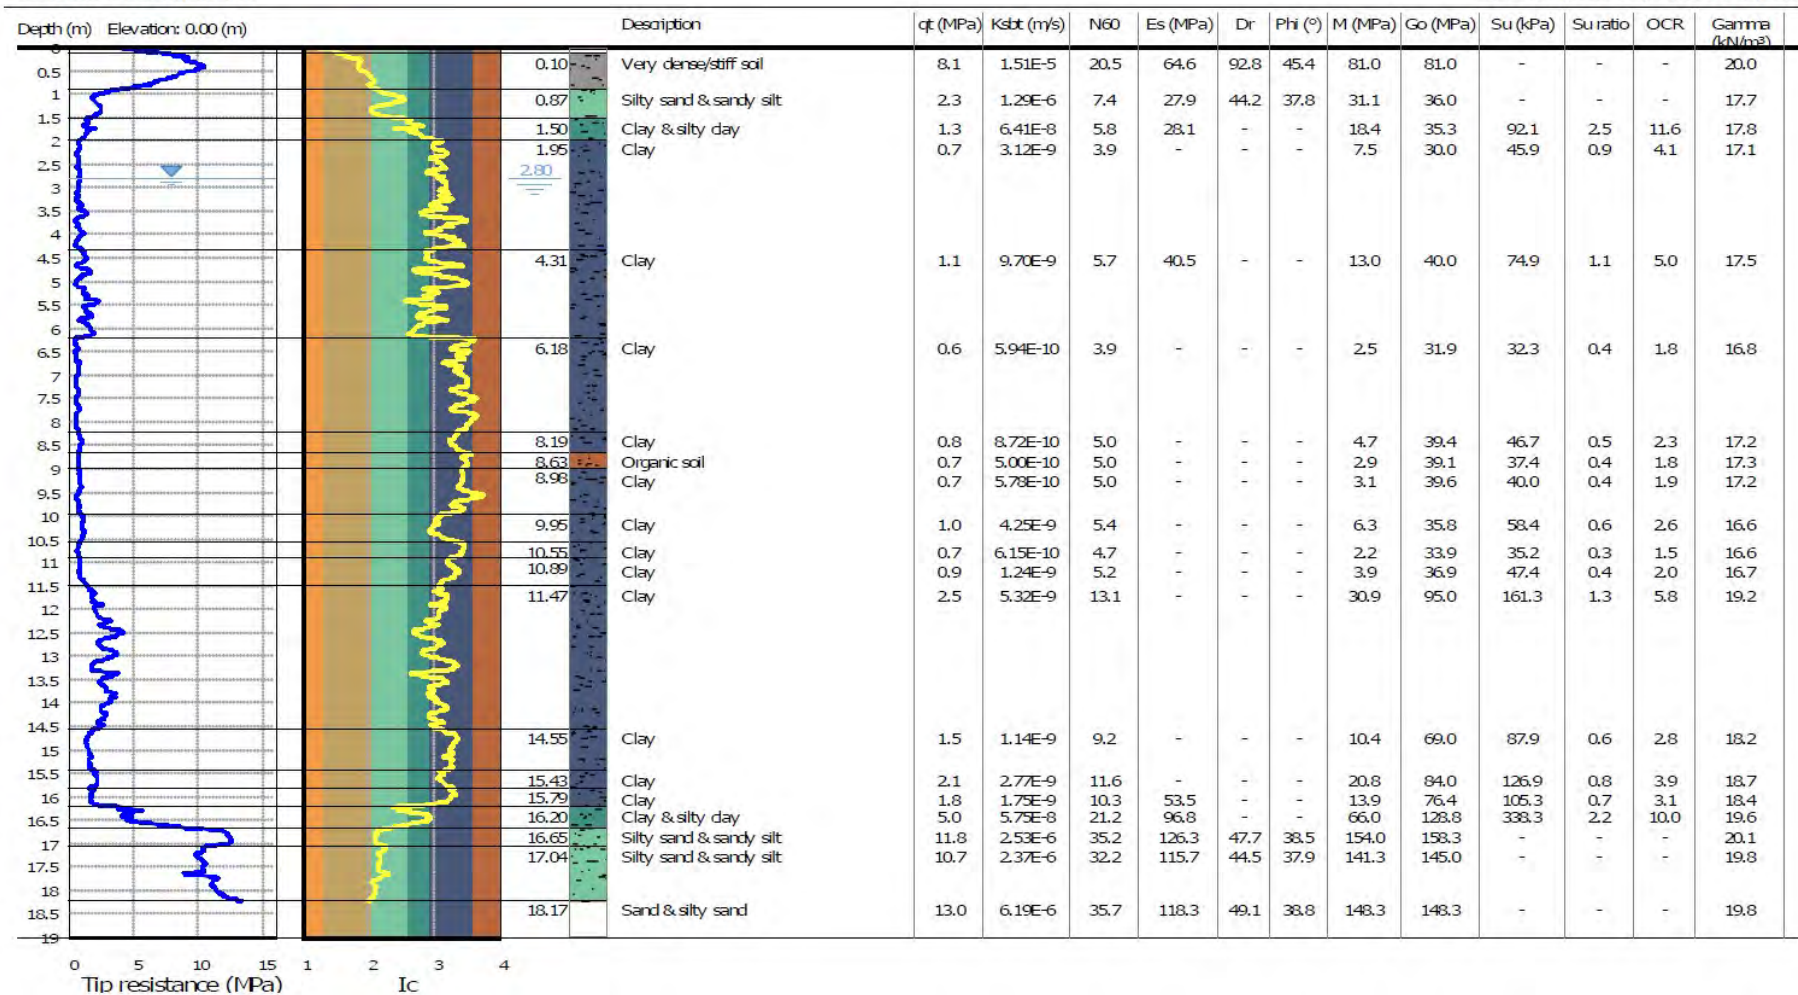 Depth (m) Elevation: 0.00 (m) Description qt (MPa) Ksbt (m/s) N60 Es (MPa) Dr Phi (°) M (MPa) Go (MPa) Su (kPa) Su ratio OCR Gamma (kN/m³)
0
0.10 Very dense/stiff soil 8.1 1.51E-5 20.5 64.6 92.8 45.4 81.0 81.0 - - - 20.0
0.5
1 0.87 Silty sand & sandy silt 2.3 1.29E-6 7.4 27.9 44.2 37.8 31.1 36.0 - - - 17.7
1.5
1.50 Clay & silty clay 1.3 6.41E-8 5.8 28.1 - - 18.4 35.3 92.1 2.5 11.6 17.8
2 1.95 Clay 0.7 3.12E-9 3.9 - - - 7.5 30.0 45.9 0.9 4.1 17.1
2.5 2.80
3
3.5
4
4.5 4.31 Clay 1.1 9.70E-9 5.7 40.5 - - 13.0 40.0 74.9 1.1 5.0 17.5
5
5.5
6
6.5 6.18 Clay 0.6 5.94E-10 3.9 - - - 2.5 31.9 32.3 0.4 1.8 16.8
7
7.5
8
8.5 8.19 Clay 0.8 8.72E-10 5.0 - - - 4.7 39.4 46.7 0.5 2.3 17.2
8.63 Organic soil 0.7 5.00E-10 5.0 - - - 2.9 39.1 37.4 0.4 1.8 17.3
9 8.98 Clay 0.7 5.78E-10 5.0 - - - 3.1 39.6 40.0 0.4 1.9 17.2
9.5
10 9.95 Clay 1.0 4.25E-9 5.4 - - - 6.3 35.8 58.4 0.6 2.6 16.6
10.5 10.55 Clay 0.7 6.15E-10 4.7 - - - 2.2 33.9 35.2 0.3 1.5 16.6
11 10.89 Clay 0.9 1.24E-9 5.2 - - - 3.9 36.9 47.4 0.4 2.0 16.7
11.5 11.47 Clay 2.5 5.32E-9 13.1 - - - 30.9 95.0 161.3 1.3 5.8 19.2
12
12.5
13
13.5
14
14.5
14.55 Clay 1.5 1.14E-9 9.2 - - - 10.4 69.0 87.9 0.6 2.8 18.2
15
15.5 15.43 Clay 2.1 2.77E-9 11.6 - - - 20.8 84.0 126.9 0.8 3.9 18.7
16 15.79 Clay 1.8 1.75E-9 10.3 53.5 - - 13.9 76.4 105.3 0.7 3.1 18.4
16.5 16.20 Clay & silty clay 5.0 5.75E-8 21.2 96.8 - - 66.0 128.8 338.3 2.2 10.0 19.6
16.65 Silty sand & sandy silt 11.8 2.53E-6 35.2 126.3 47.7 38.5 154.0 158.3 - - - 20.1
17 17.04 Silty sand & sandy silt 10.7 2.37E-6 32.2 115.7 44.5 37.9 141.3 145.0 - - - 19.8
17.5
18
18.5 18.17 Sand & silty sand 13.0 6.19E-6 35.7 118.3 49.1 38.8 148.3 148.3 - - - 19.8
19
0 5 10 15 1 2 3 4
Tip resistance (MPa) Ic